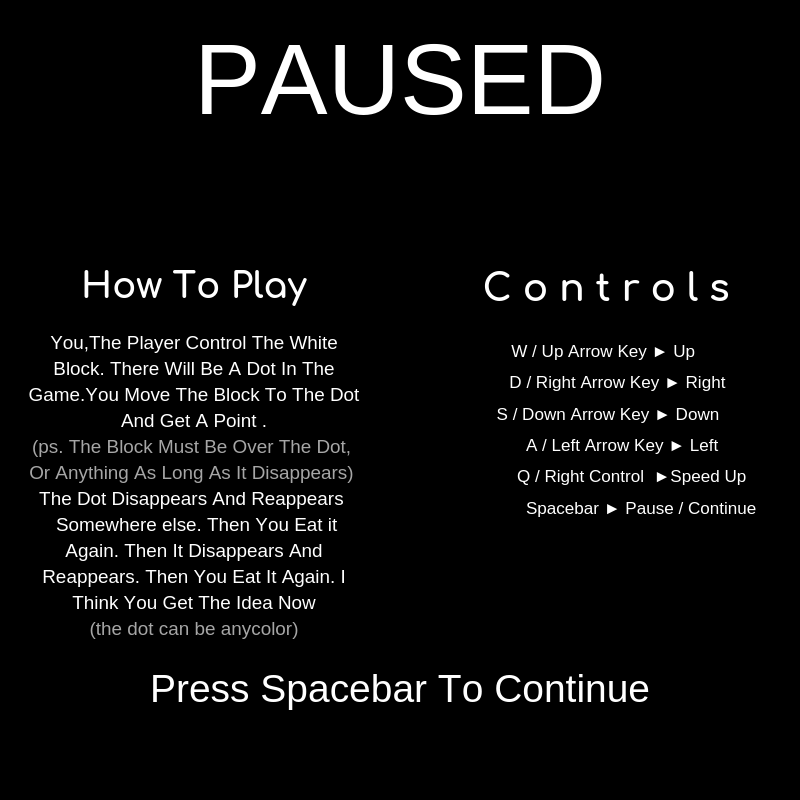 PAUSED
How To Play
You,The Player Control The White
Block. There Will Be A Dot In The
Game.You Move The Block To The Dot
And Get A Point .
(ps. The Block Must Be Over The Dot,
Or Anything As Long As It Disappears)
The Dot Disappears And Reappears
Somewhere else. Then You Eat it
Again. Then It Disappears And
Reappears. Then You Eat It Again. I
Think You Get The Idea Now
(the dot can be anycolor)
Controls
W / Up Arrow Key ► Up
D / Right Arrow Key ► Right
S / Down Arrow Key ► Down
A / Left Arrow Key ► Left
Q / Right Control ►Speed Up
Spacebar ► Pause / Continue
Press Spacebar To Continue